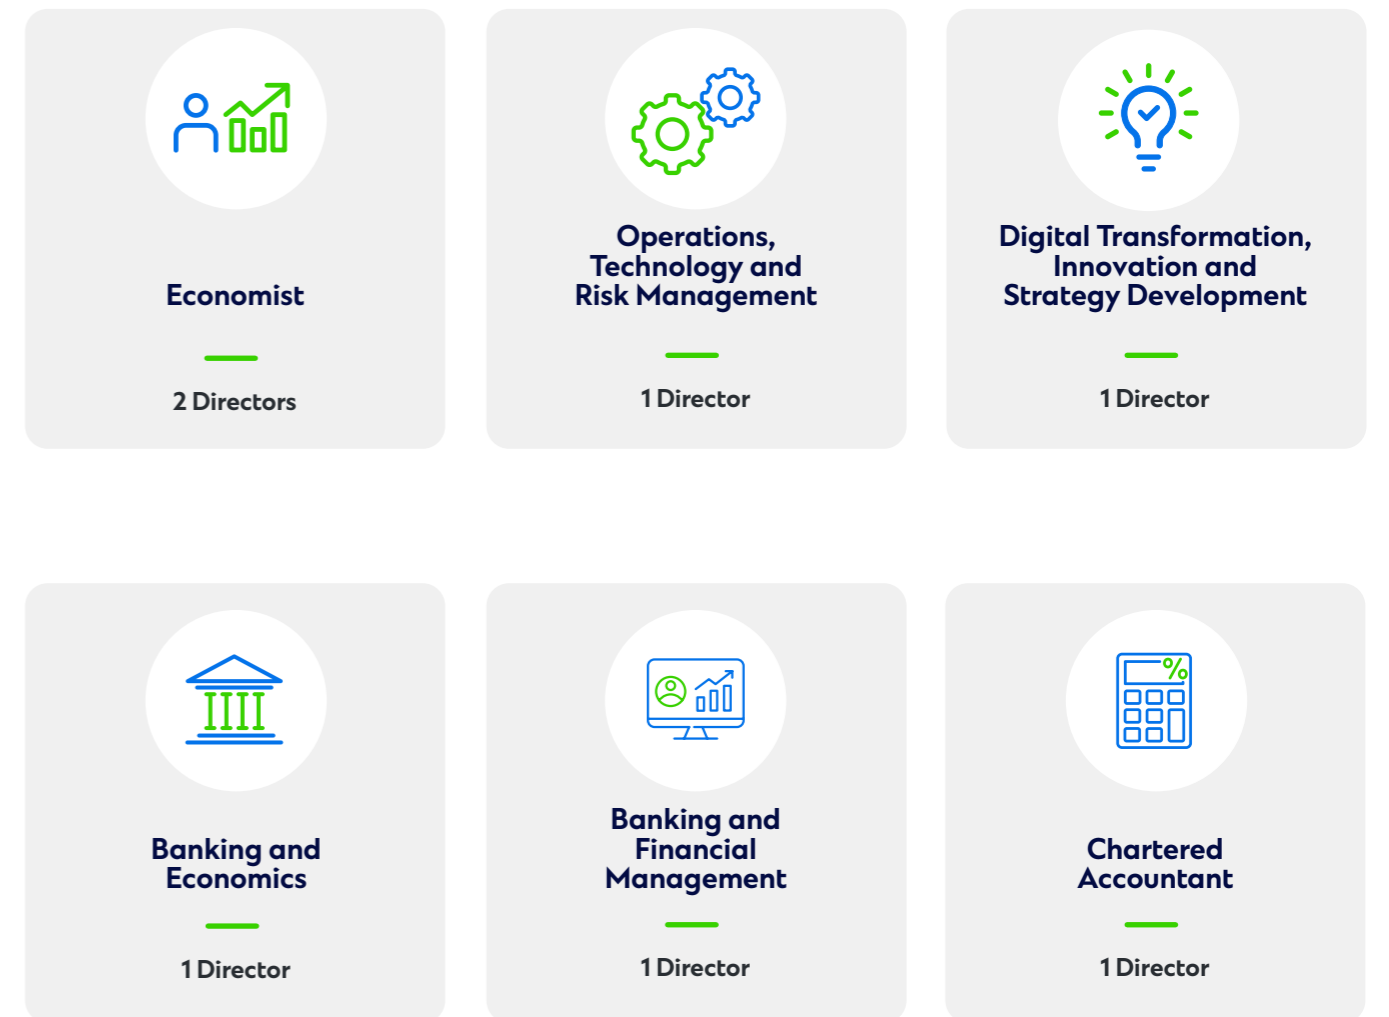 Economist
2 Directors
Operations,
Technology and
Risk Management
1 Director
Digital Transformation,
Innovation and
Strategy Development
1 Director
Banking and
Economics
1 Director
Banking and
Financial
Management
1 Director
%
Chartered
Accountant
1 Director